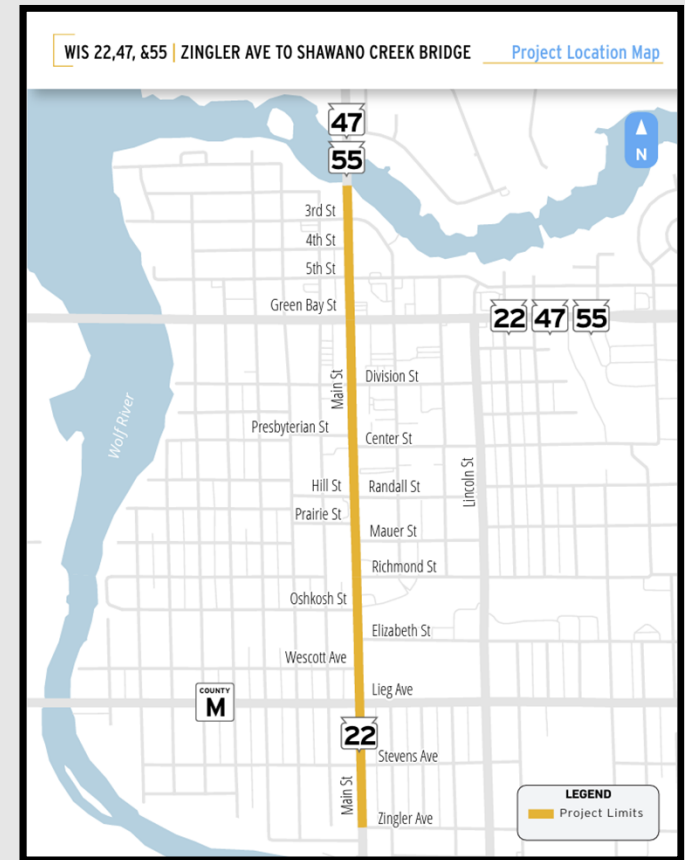 WIS 22,47, &55 | ZINGLER AVE TO SHAWANO CREEK BRIDGE
Project Location Map
47
55
N
3rd St
4th St
5th St
Green Bay St
22 47 55
Main St
Division St
Presbyterian St
Center St
Wolf River
Lincoln St
Hill St
Randall St
Prairie St
Mauer St
Richmond St
Oshkosh St
Elizabeth St
Wescott Ave
Lieg Ave
COUNTY
M
22
Stevens Ave
Main St
Zingler Ave
LEGEND
Project Limits